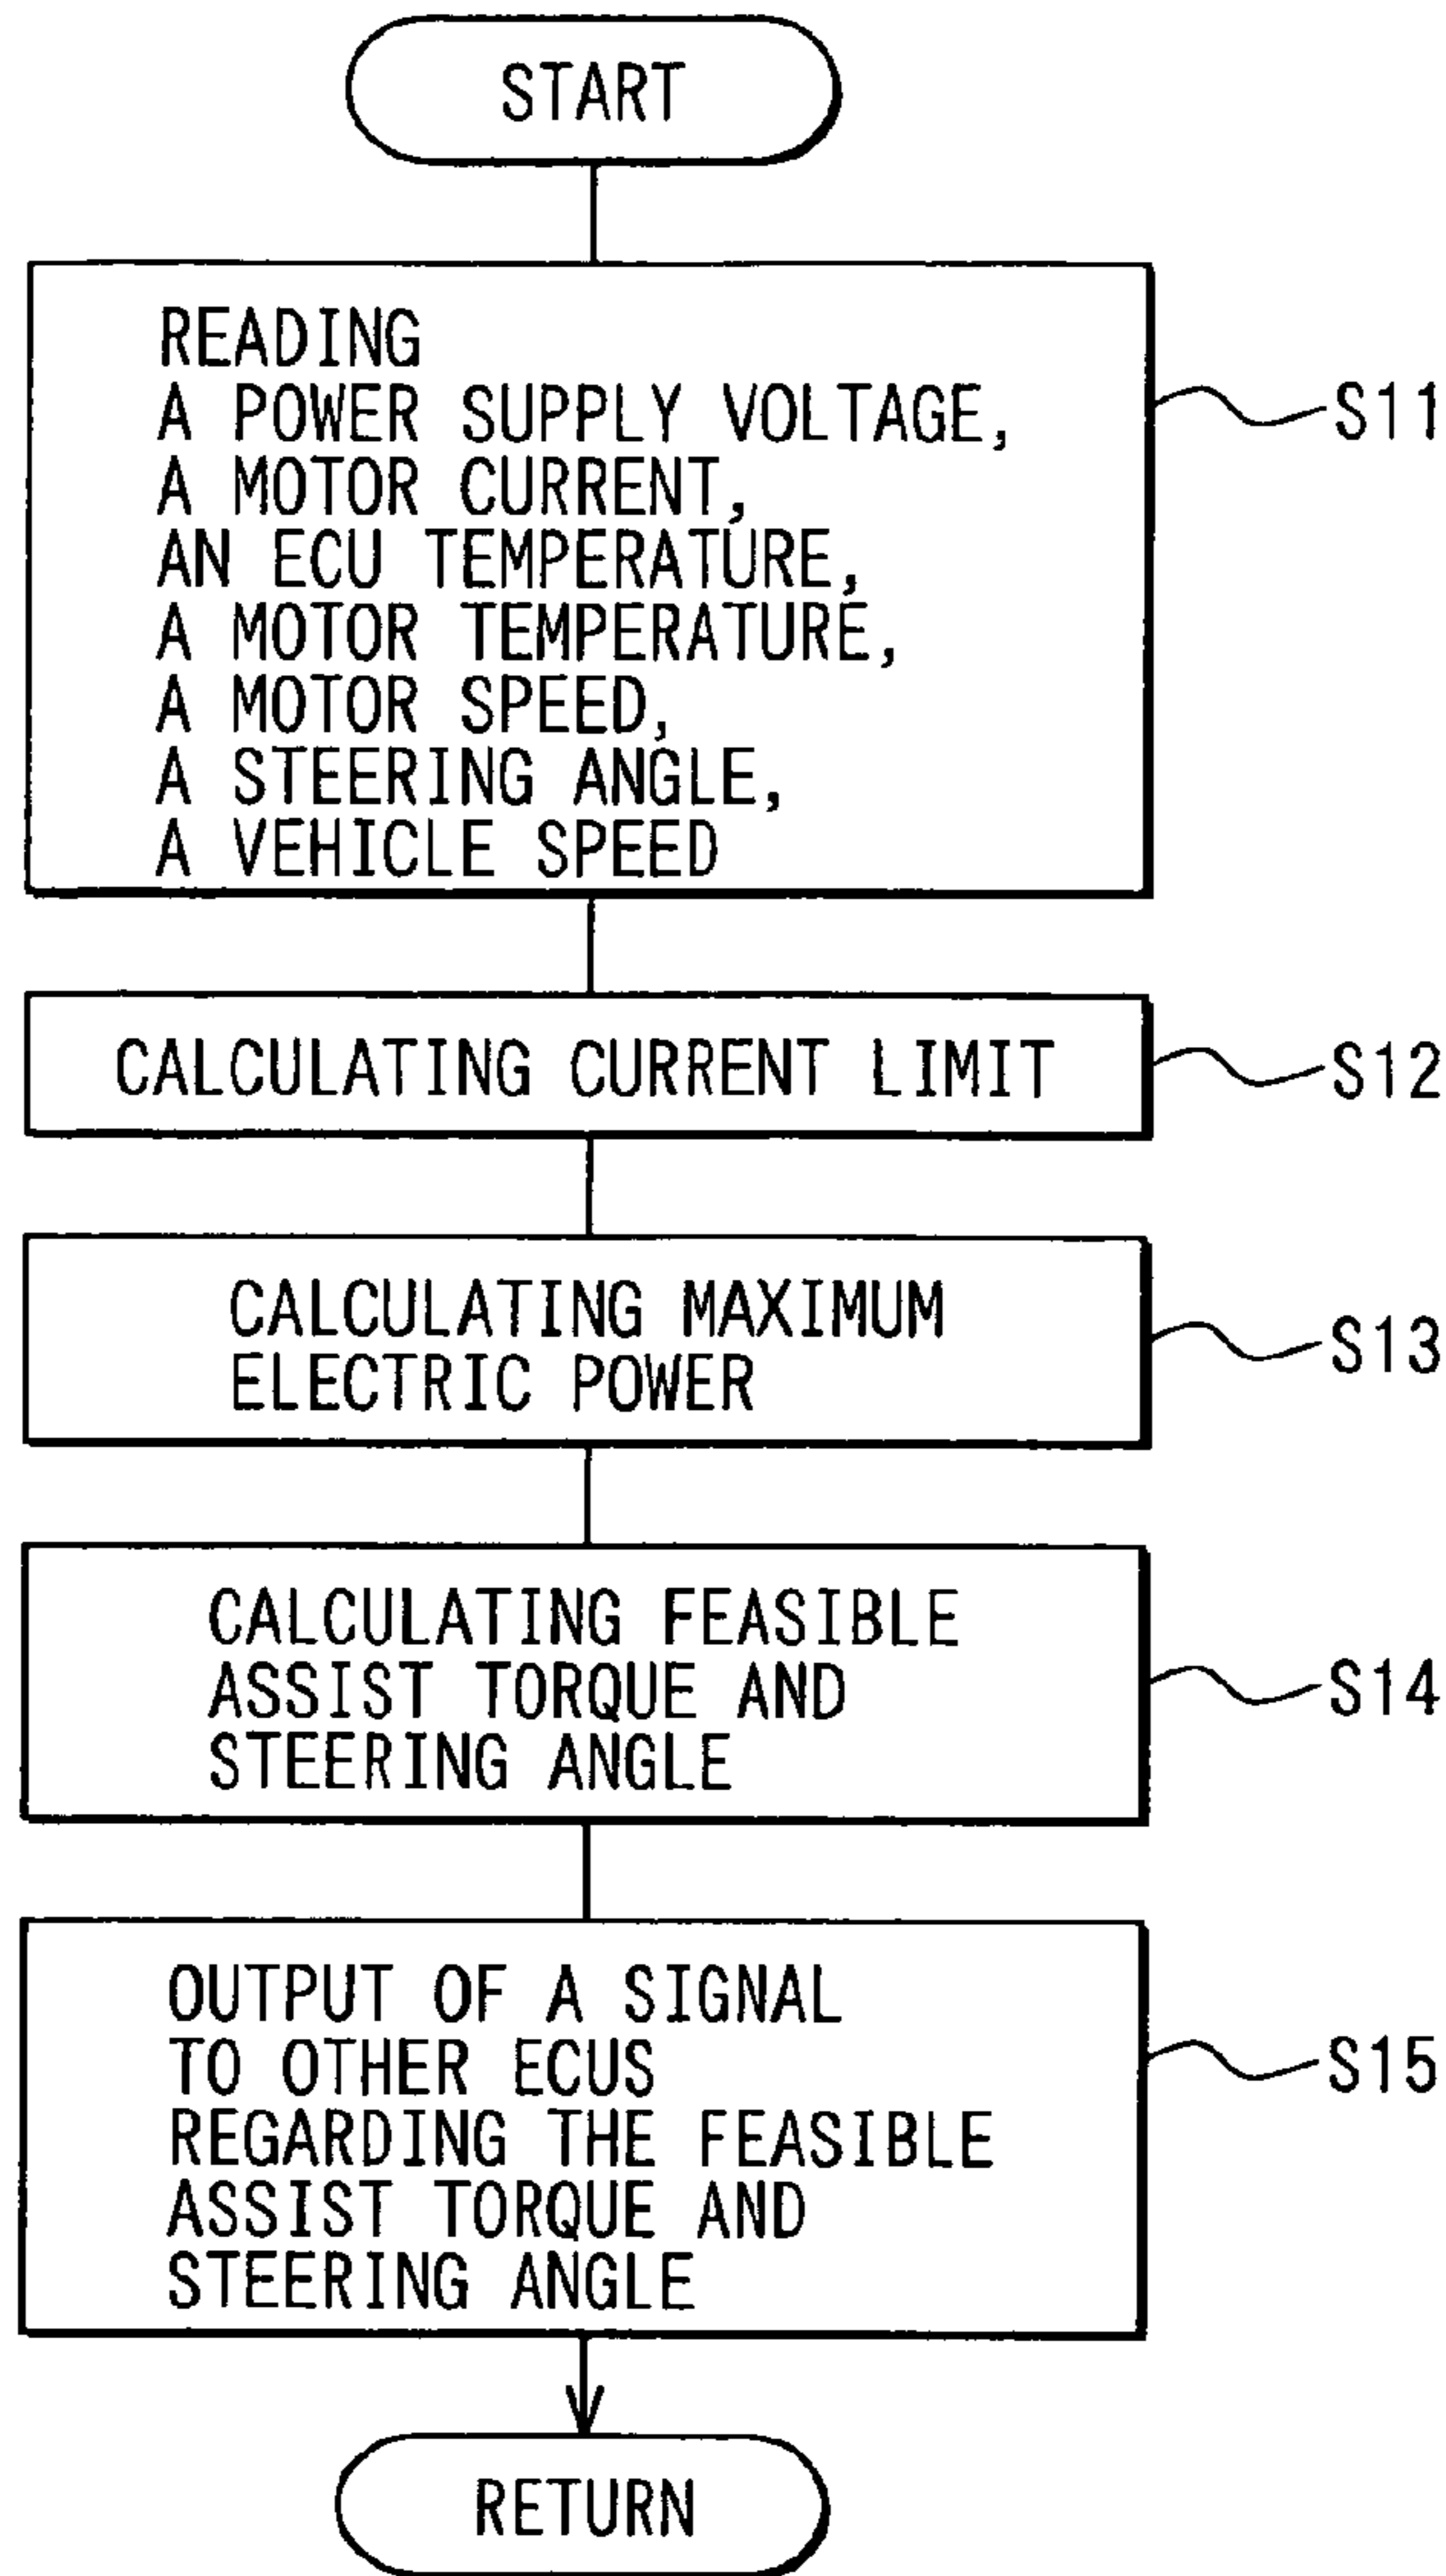 START
READING
A POWER SUPPLY VOLTAGE,
A MOTOR CURRENT,
AN ECU TEMPERATURE,
A MOTOR TEMPERATURE,
A MOTOR SPEED,
A STEERING ANGLE,
A VEHICLE SPEED
S11
CALCULATING CURRENT LIMIT
S12
CALCULATING MAXIMUM
ELECTRIC POWER
S13
CALCULATING FEASIBLE
ASSIST TORQUE AND
STEERING ANGLE
S14
OUTPUT OF A SIGNAL
TO OTHER ECUS
REGARDING THE FEASIBLE
ASSIST TORQUE AND
STEERING ANGLE
S15
RETURN